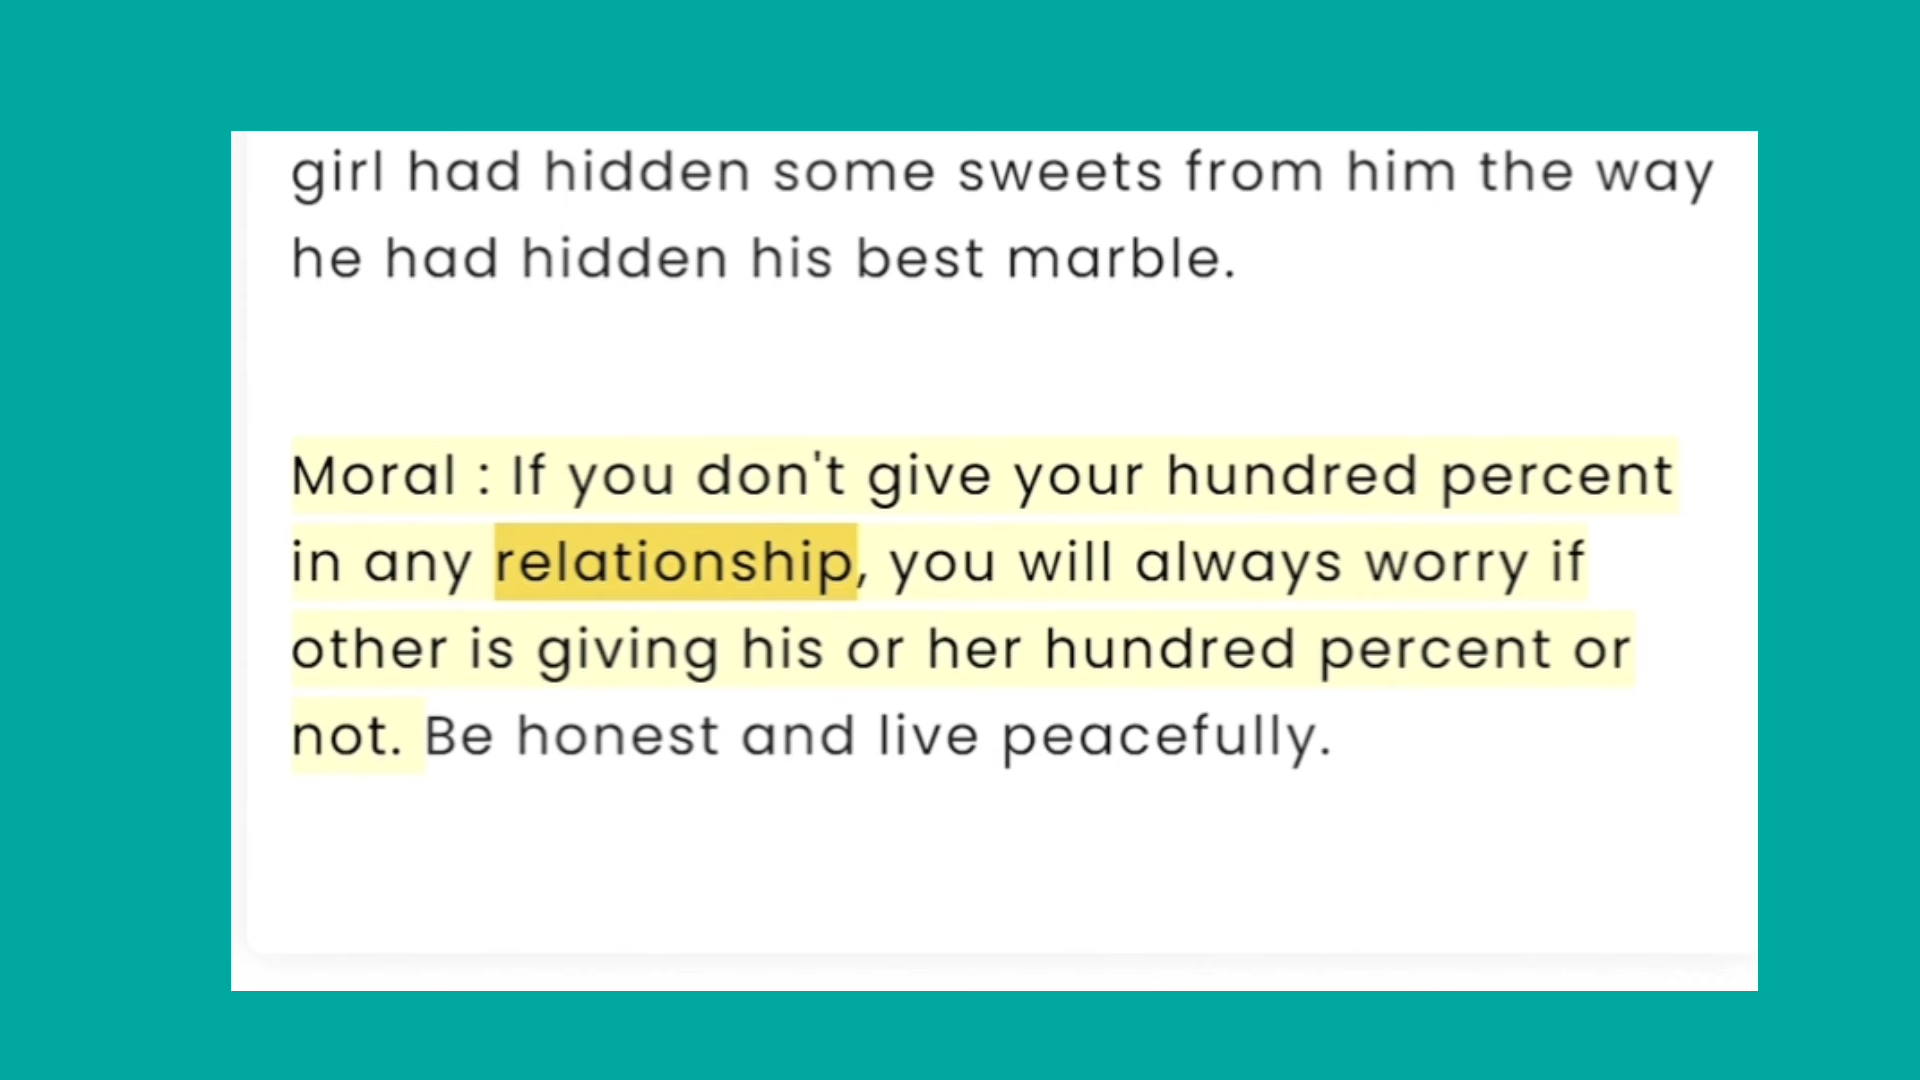 girl had hidden some sweets from him the way
he had hidden his best marble.
Moral : If you don't give your hundred percent
in any relationship, you will always worry if
other is giving his or her hundred percent or
not. Be honest and live peacefully.